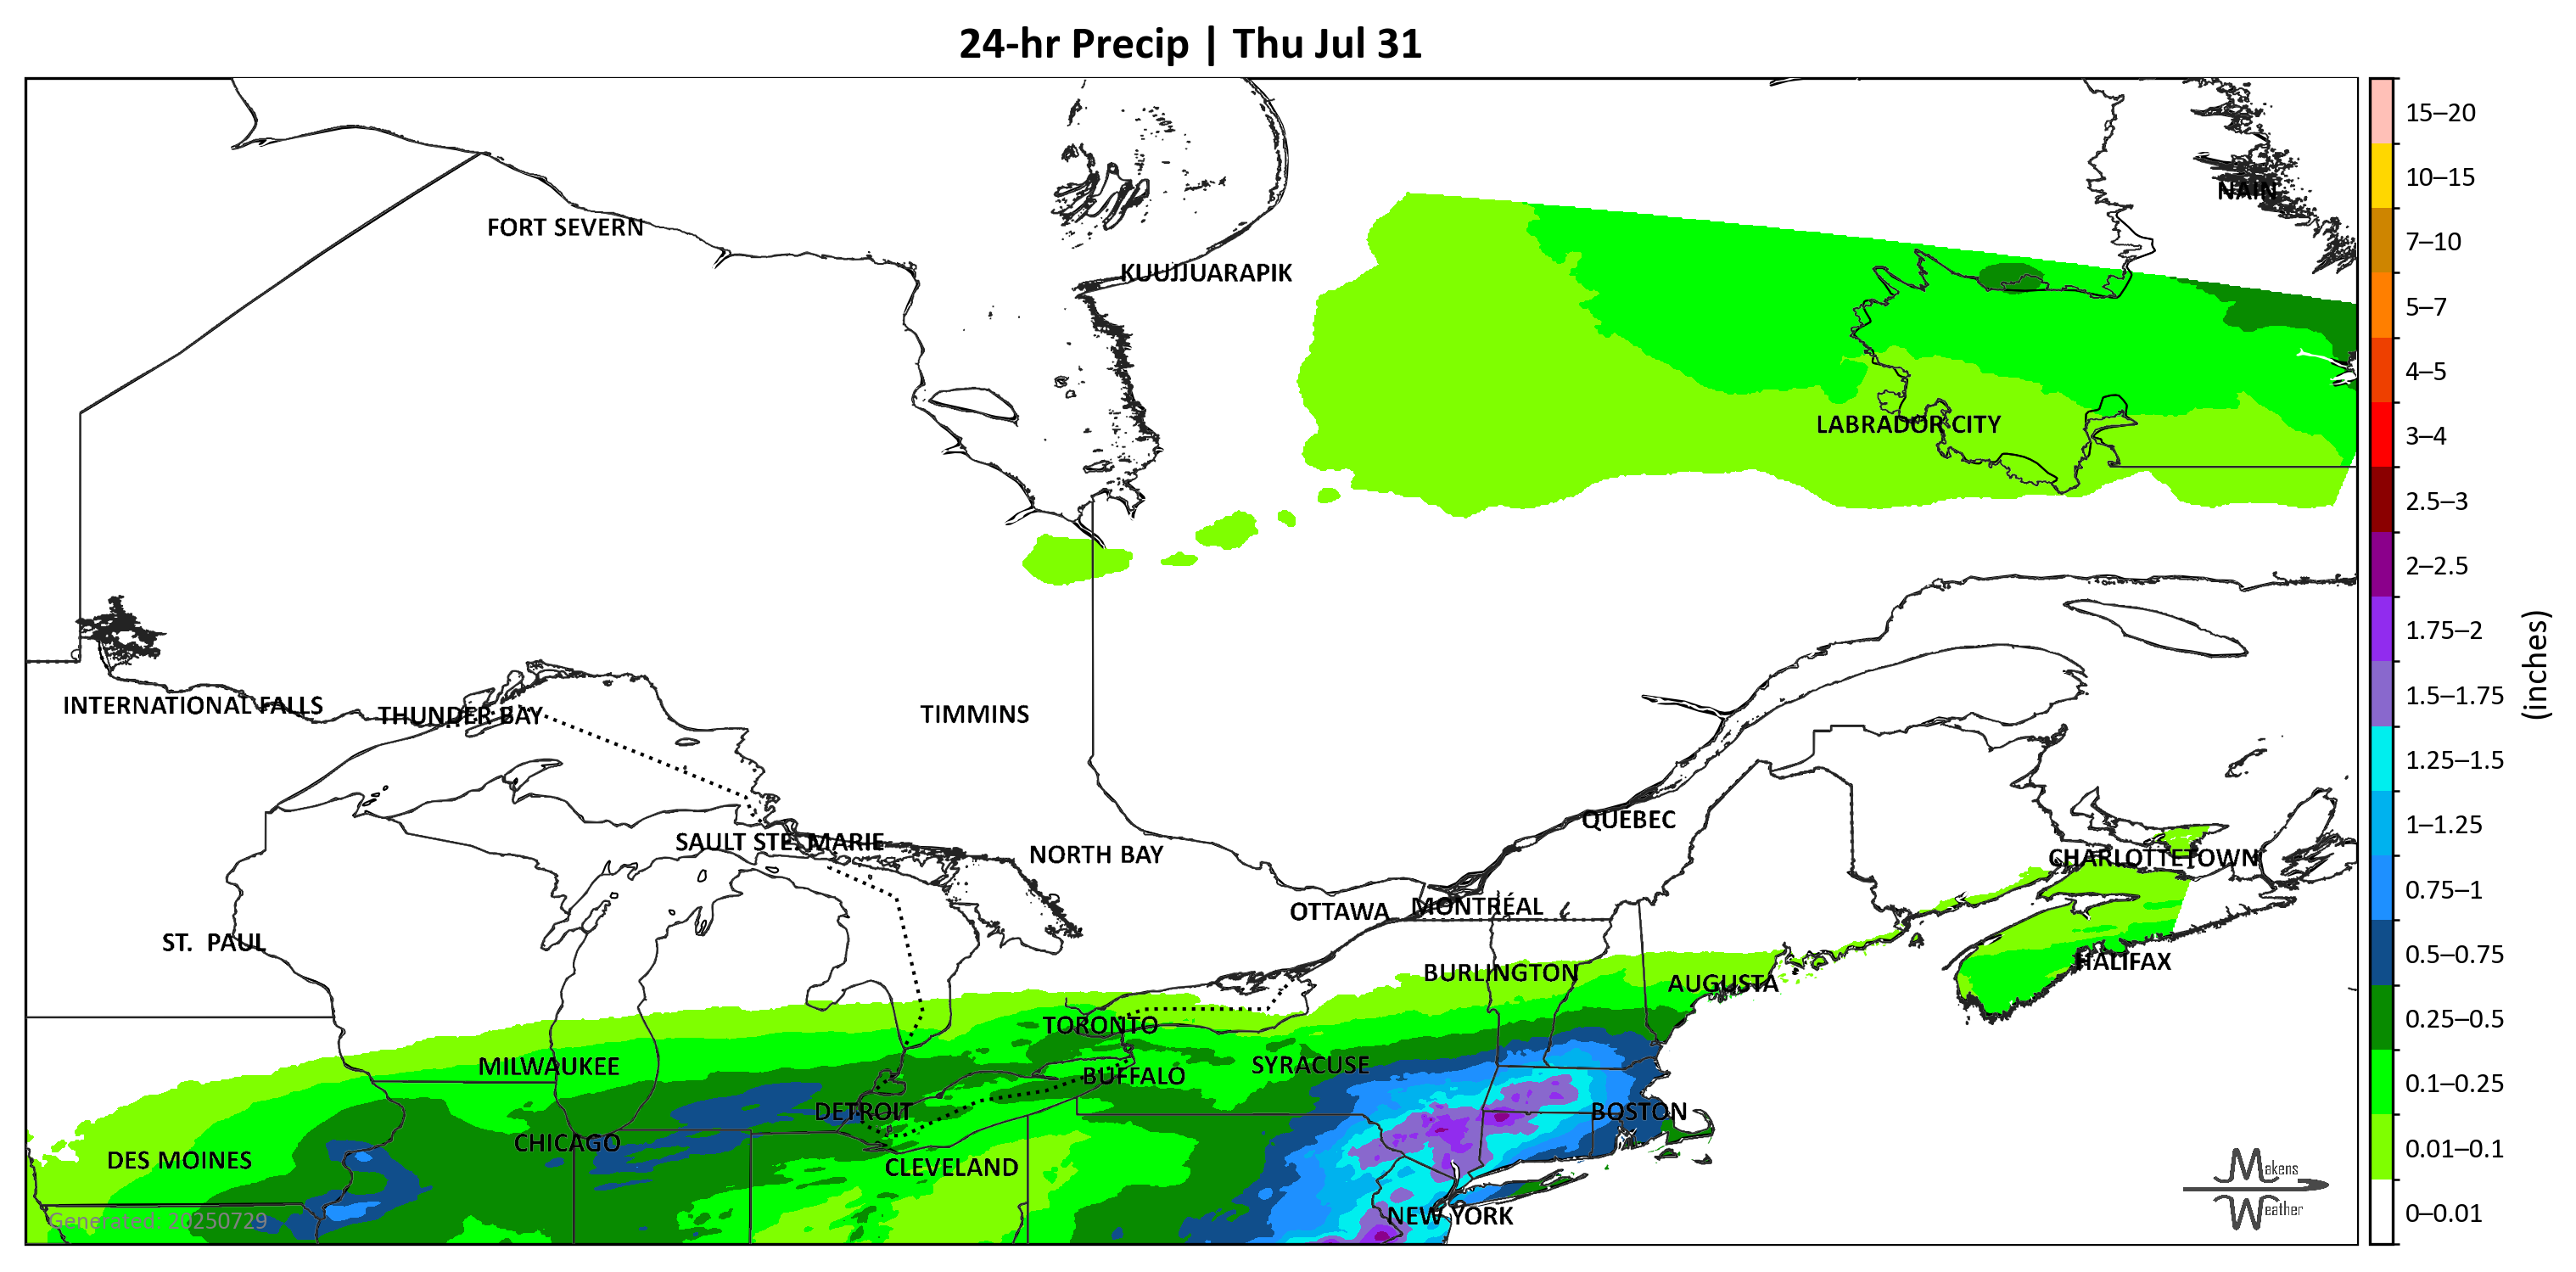 24-hr Precip | Thu Jul 31
NAIN
FORT SEVERN
KUUJJUARAPIK
LABRADOR CITY
INTERNATIONAL FALLS
THUNDER BAY
TIMMINS
QUEBEC
SAULT STE. MARIE
NORTH BAY
CHARLOTTETOWN
OTTAWA
MONTRÉAL
ST. PAUL
HALIFAX
BURLINGTON
AUGUSTA
TORONTO
MILWAUKEE
SYRACUSE
BUFFALO
DETROIT
BOSTON
CHICAGO
DES MOINES
CLEVELAND
NEW YORK
Generated: 20250729
Makens
Weather
15–20
10–15
7–10
5–7
4–5
3–4
2.5–3
2–2.5
1.75–2
1.5–1.75
1.25–1.5
1–1.25
0.75–1
0.5–0.75
0.25–0.5
0.1–0.25
0.01–0.1
0–0.01
(inches)